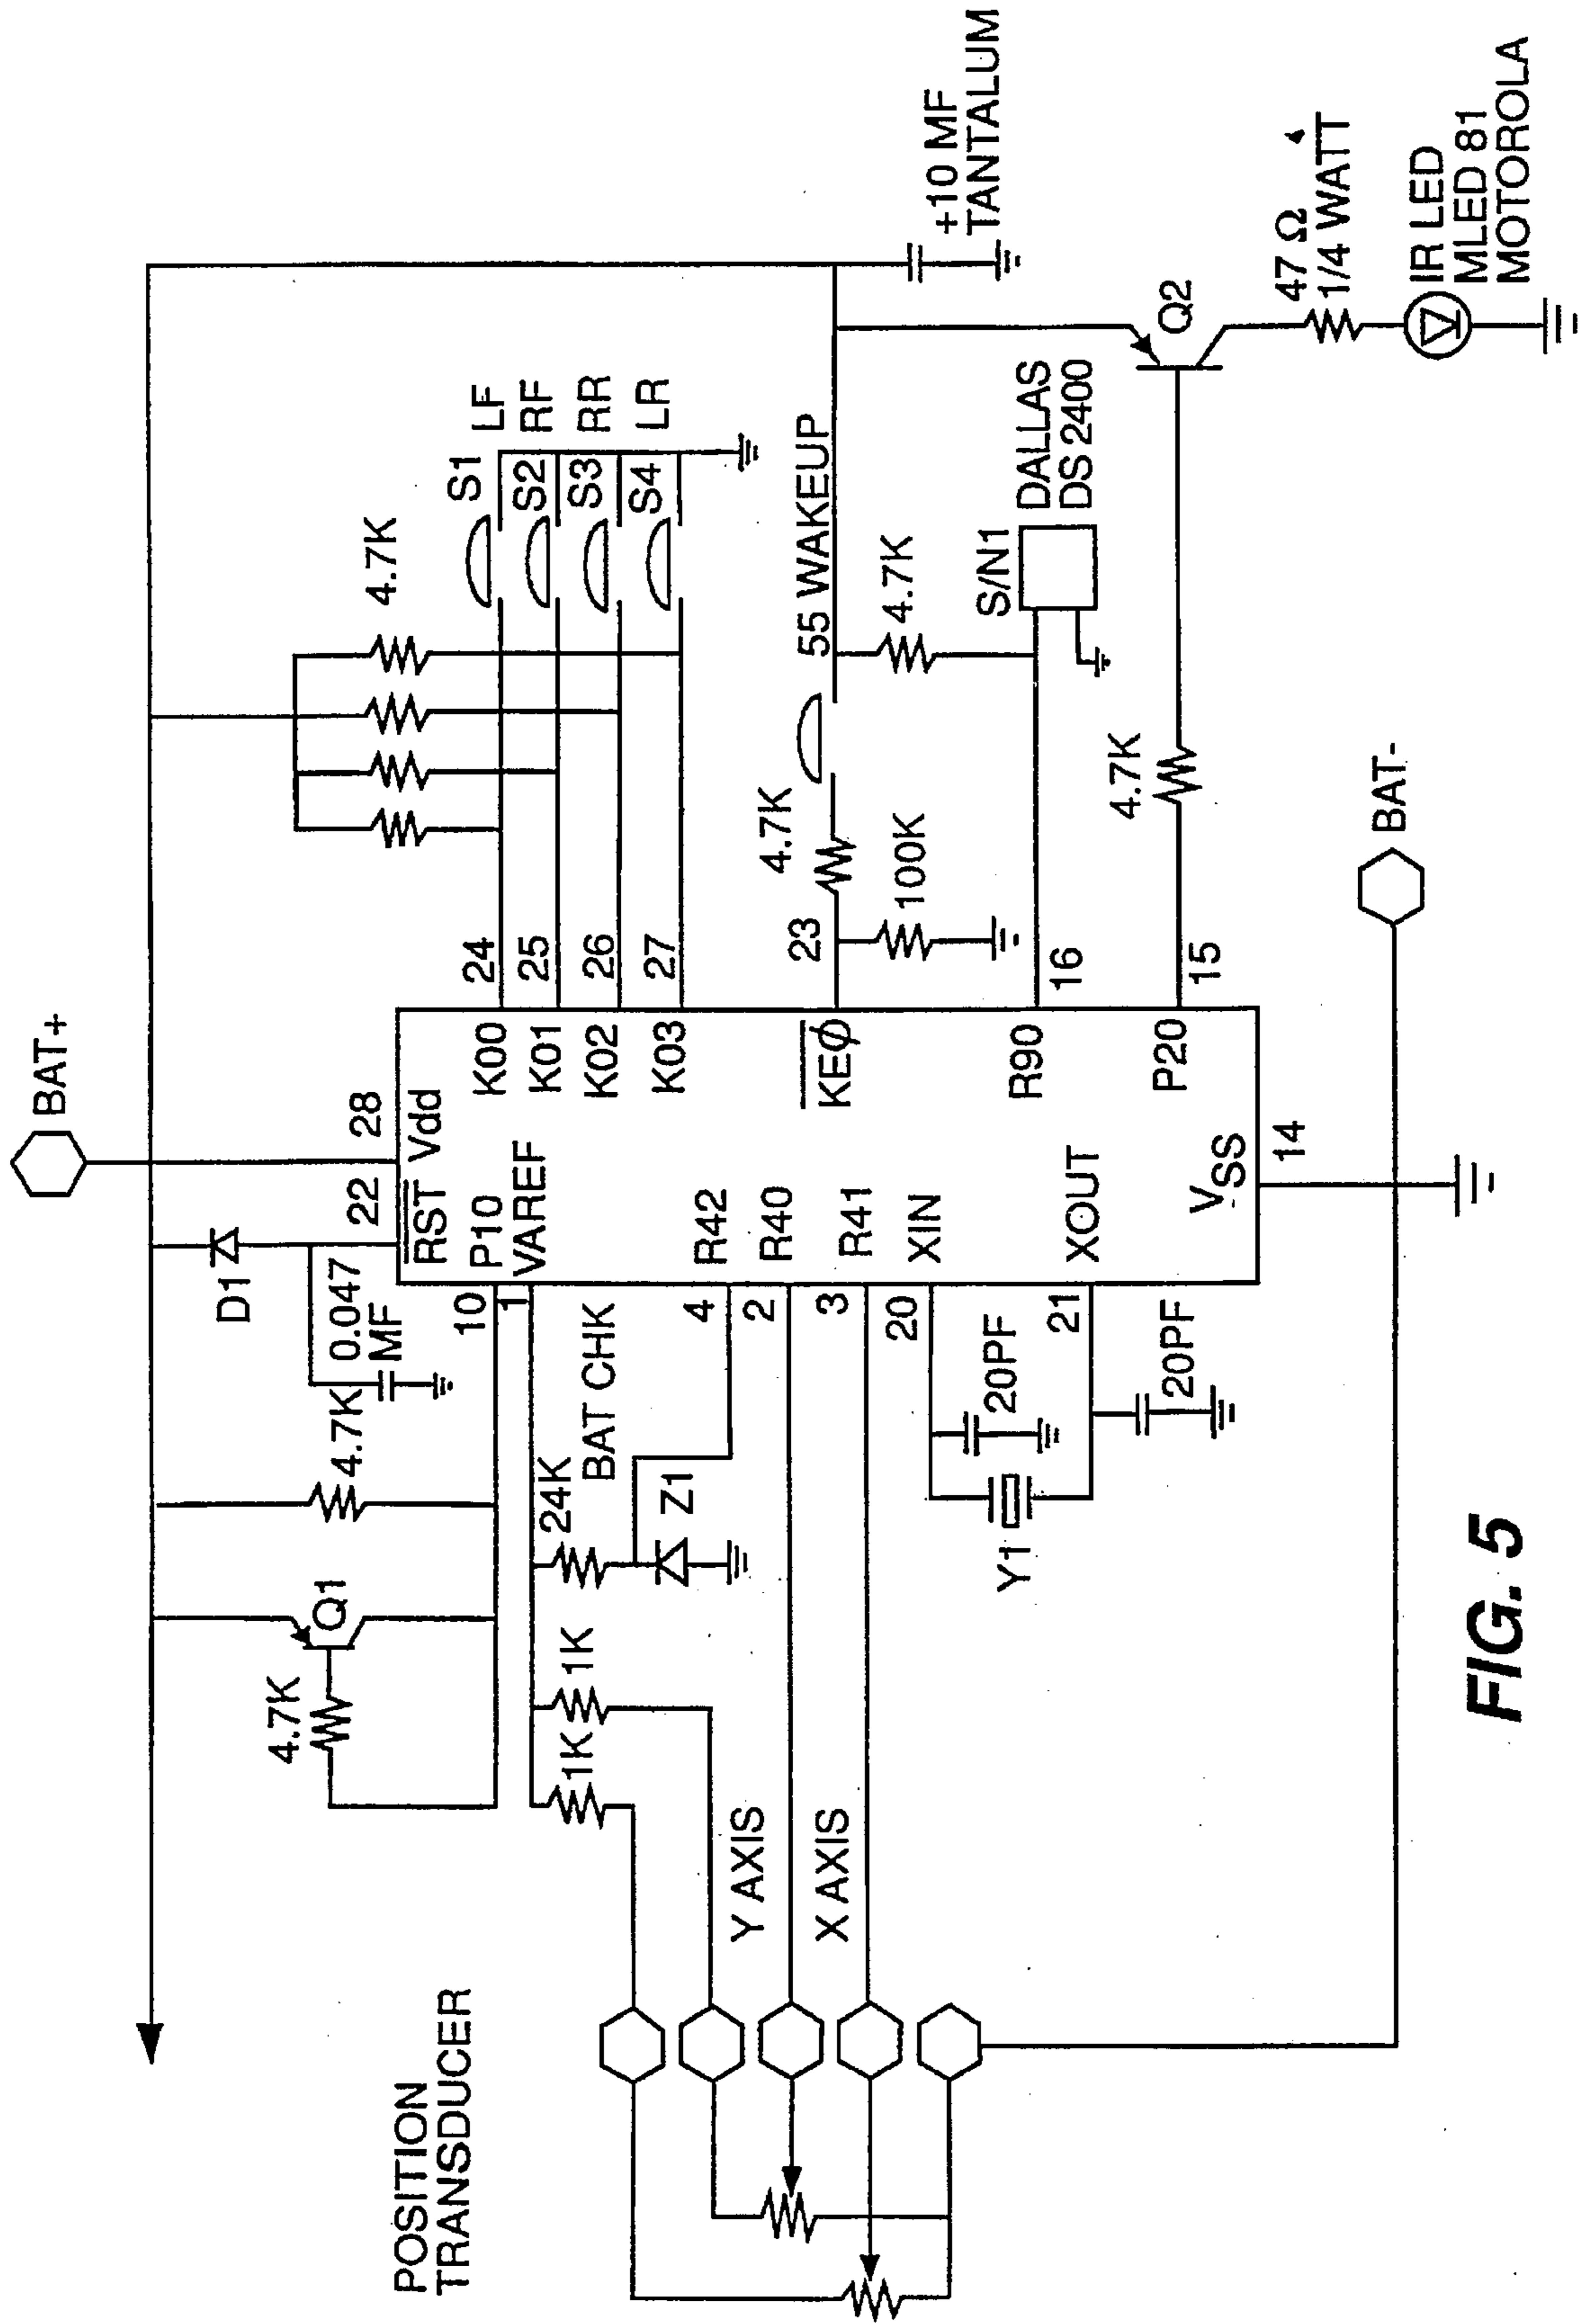 POSITION
TRANSDUCER
Y AXIS
X AXIS
1K
1K
4.7K
Q1
4.7K
24K
BAT CHK
Z1
Y1
20PF
20PF
0.047
MF
D1
BAT+
10
1
4
2
3
20
21
22
28
RST
Vdd
P10
VAREF
R42
R40
R41
XIN
XOUT
VSS
14
K00
K01
K02
K03
KEϕ
R90
P20
24
25
26
27
23
16
15
4.7K
S1
S2
S3
S4
LF
RF
RR
LR
4.7K
100K
55 WAKEUP
4.7K
S/N1
DALLAS
DS 2400
4.7K
BAT-
Q2
+10 MF
TANTALUM
47 Ω
1/4 WATT
IR LED
MLED 81
MOTOROLA
FIG. 5